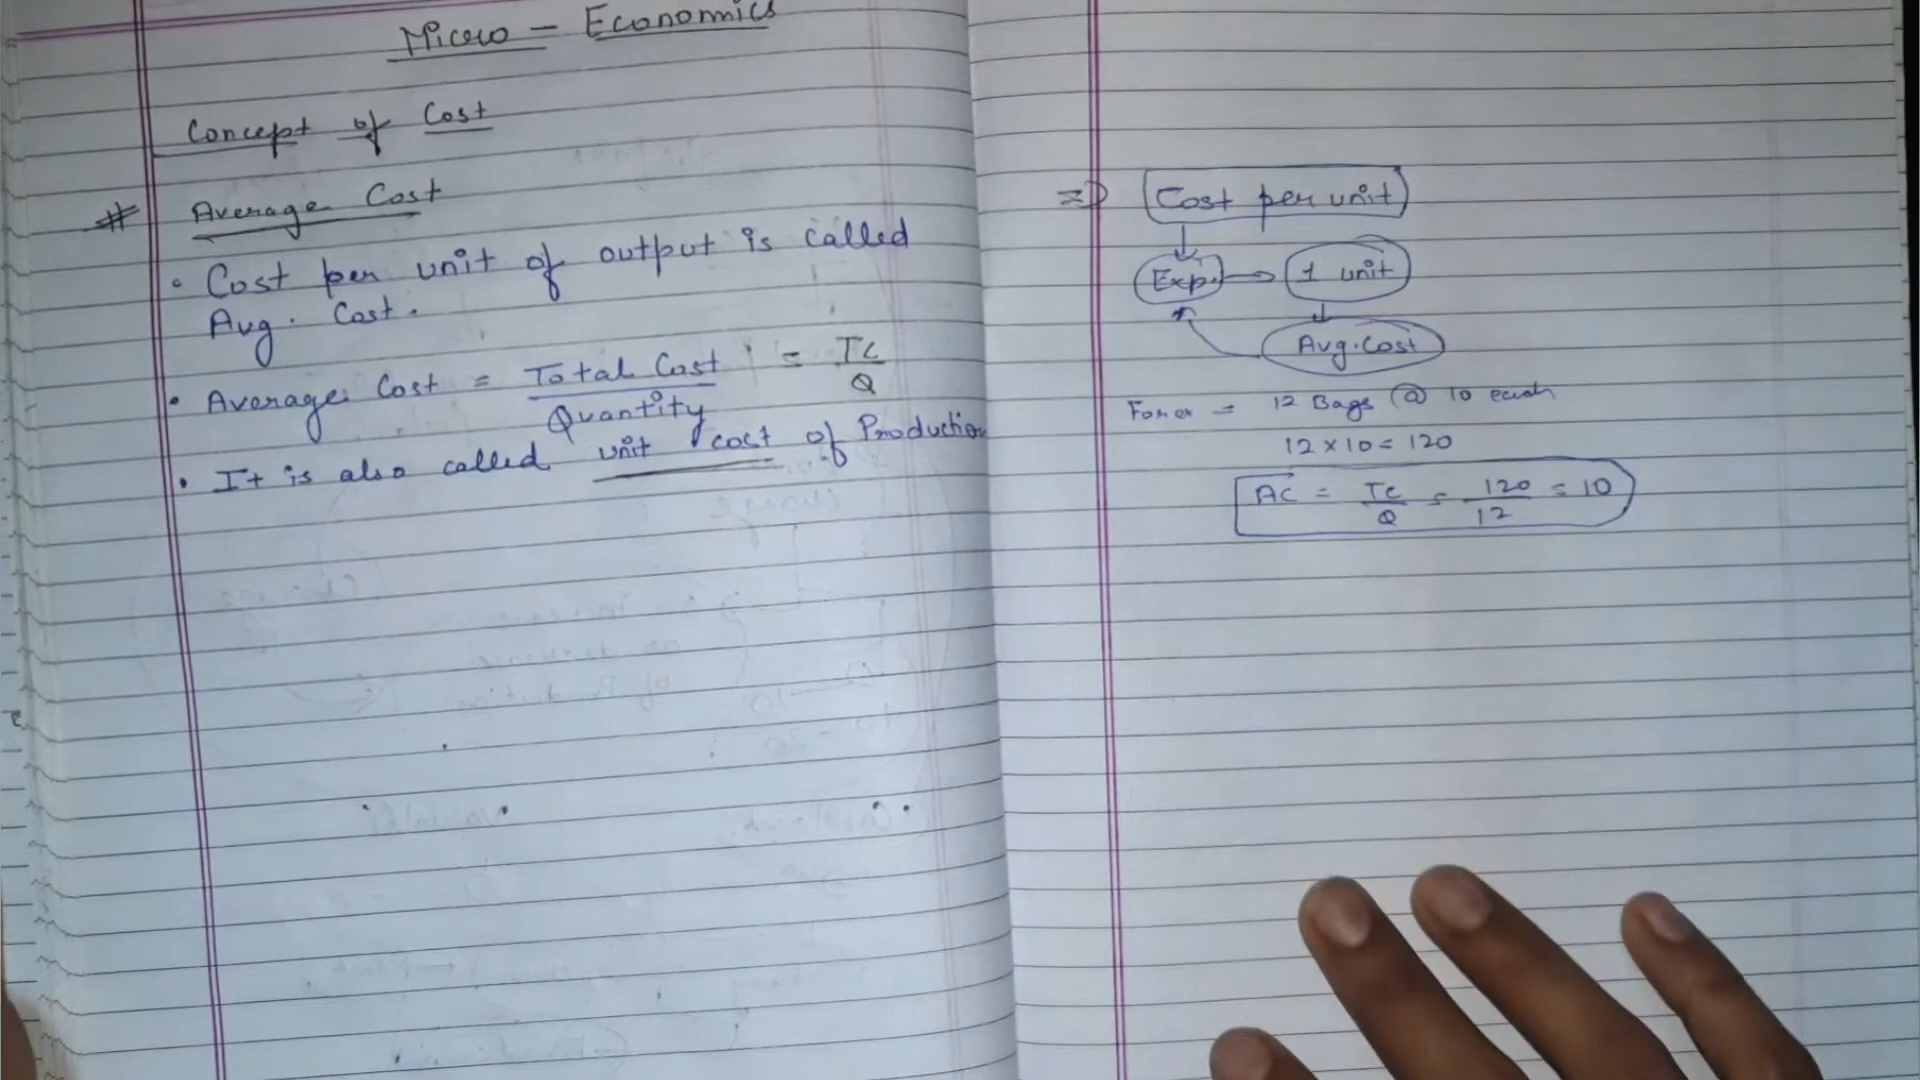 Micro - Economics
Concept of Cost
# Average Cost
• Cost per unit of output is called
Avg. Cost.
• Average Cost = Total Cost / Quantity = TC / Q
• It is also called unit cost of Production
=> Cost per unit
Exp. → 1 unit
Avg. Cost
For ex = 12 Bags @ 10 each
12 x 10 = 120
AC = TC / Q = 120 / 12 = 10